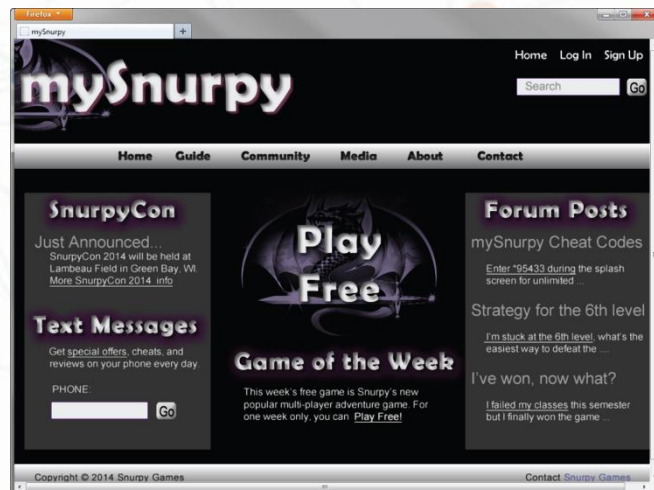 Firefox
mySnurpy
+
Home Log In Sign Up
mySnurpy
Search Go
Home Guide Community Media About Contact
SnurpyCon
Just Announced...
SnurpyCon 2014 will be held at
Lambeau Field in Green Bay, WI.
More SnurpyCon 2014 info
Text Messages
Get special offers, cheats, and
reviews on your phone every day.
PHONE:
Go
Play
Free
Game of the Week
This week's free game is Snurpy's new
popular multi-player adventure game. For
one week only, you can Play Free!
Forum Posts
mySnurpy Cheat Codes
Enter *95433 during the splash
screen for unlimited ...
Strategy for the 6th level
I'm stuck at the 6th level, what's the
easiest way to defeat the ...
I've won, now what?
I failed my classes this semester
but I finally won the game ...
Copyright © 2014 Snurpy Games
Contact Snurpy Games